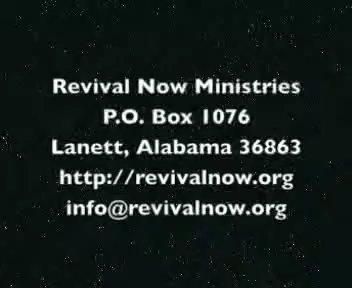 Revival Now Ministries
P.O. Box 1076
Lanett, Alabama 36863
http://revivalnow.org
info@revivalnow.org